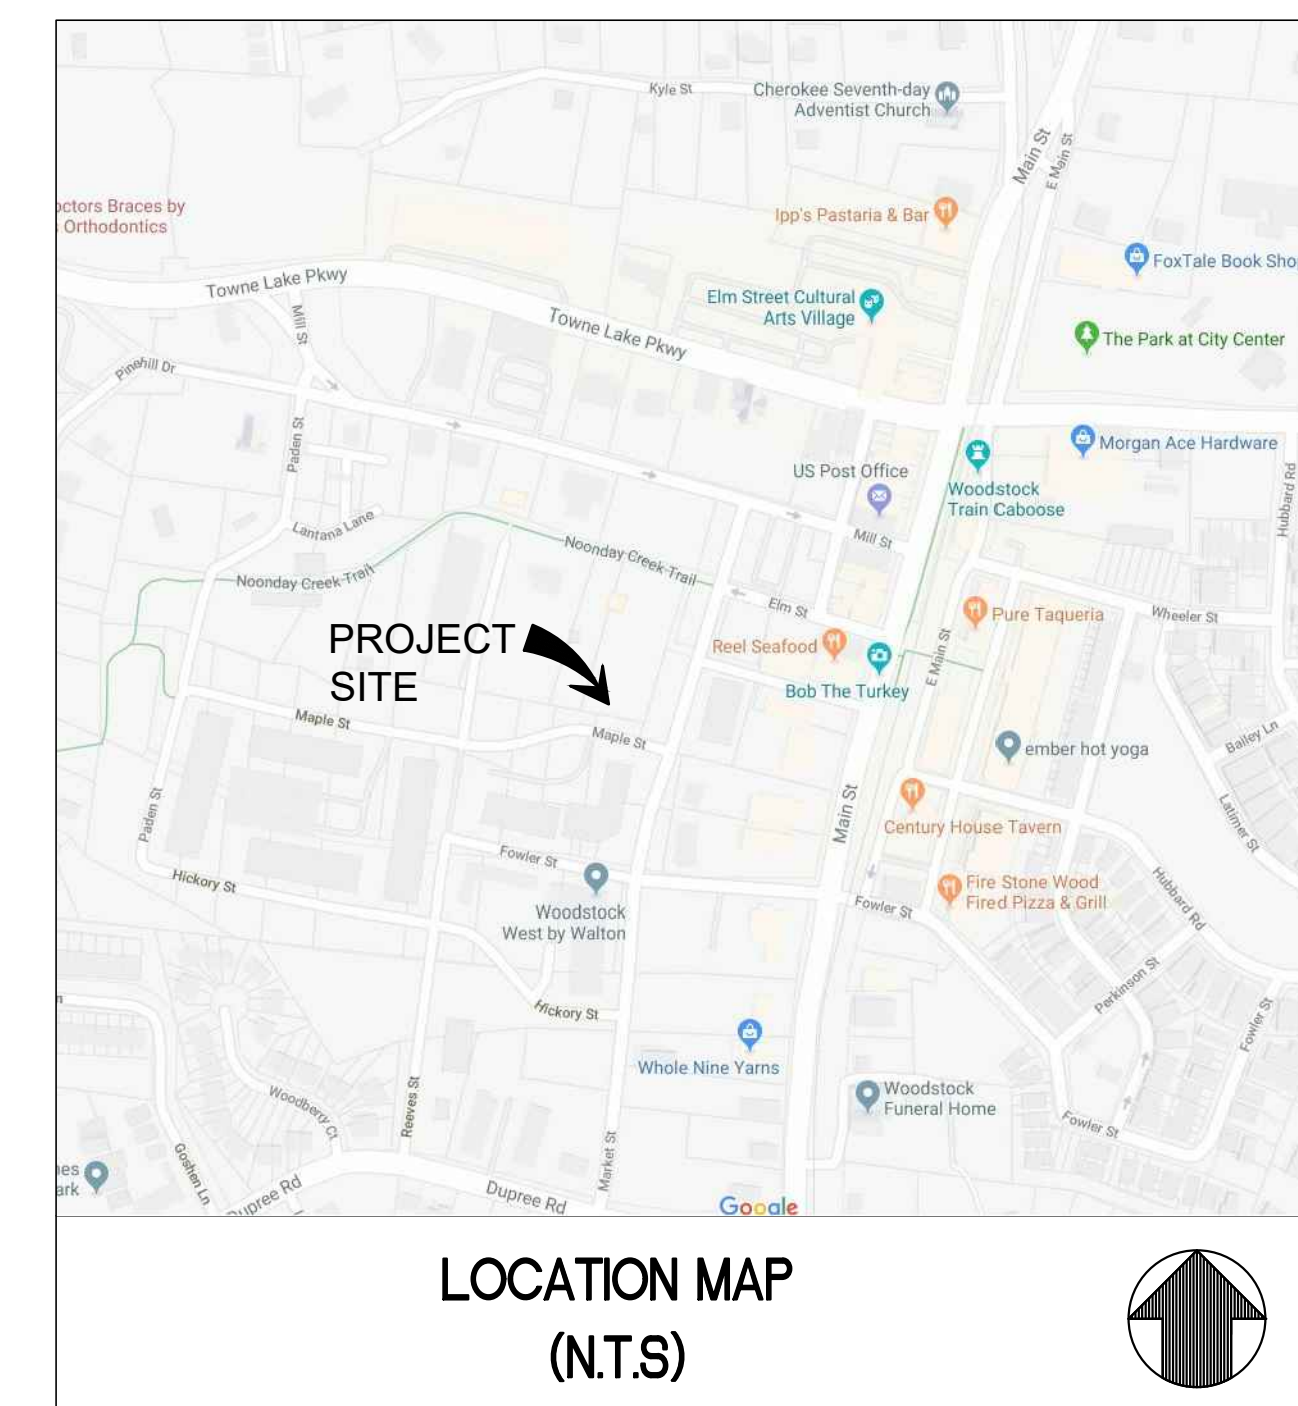 Kyle St
Cherokee Seventh-day
Adventist Church
Main St
E Main St
octors Braces by
Orthodontics
Ipp's Pastaria & Bar
FoxTale Book Sho
Towne Lake Pkwy
Elm Street Cultural
Arts Village
Mill St
Towne Lake Pkwy
The Park at City Center
Pinehill Dr
Paden St
Morgan Ace Hardware
US Post Office
Woodstock
Train Caboose
Hubbard Rd
Lantana Lane
Mill St
Noonday Creek Trail
Noonday Creek Trail
Elm St
Pure Taqueria
Wheeler St
PROJECT
SITE
Reel Seafood
E Main St
Bob The Turkey
Maple St
Maple St
ember hot yoga
Bailey Ln
Paden St
Main St
Century House Tavern
Latimer St
Fowler St
Hickory St
Fire Stone Wood
Fired Pizza & Grill
Hubbard Rd
Fowler St
Woodstock
West by Walton
Perkinson St
Hickory St
Fowler St
Whole Nine Yarns
Woodstock
Funeral Home
Woodberry Ct
Reeves St
Fowler St
Goshen Ln
Market St
nes
ark
Dupree Rd
Dupree Rd
Google
LOCATION MAP
(N.T.S)